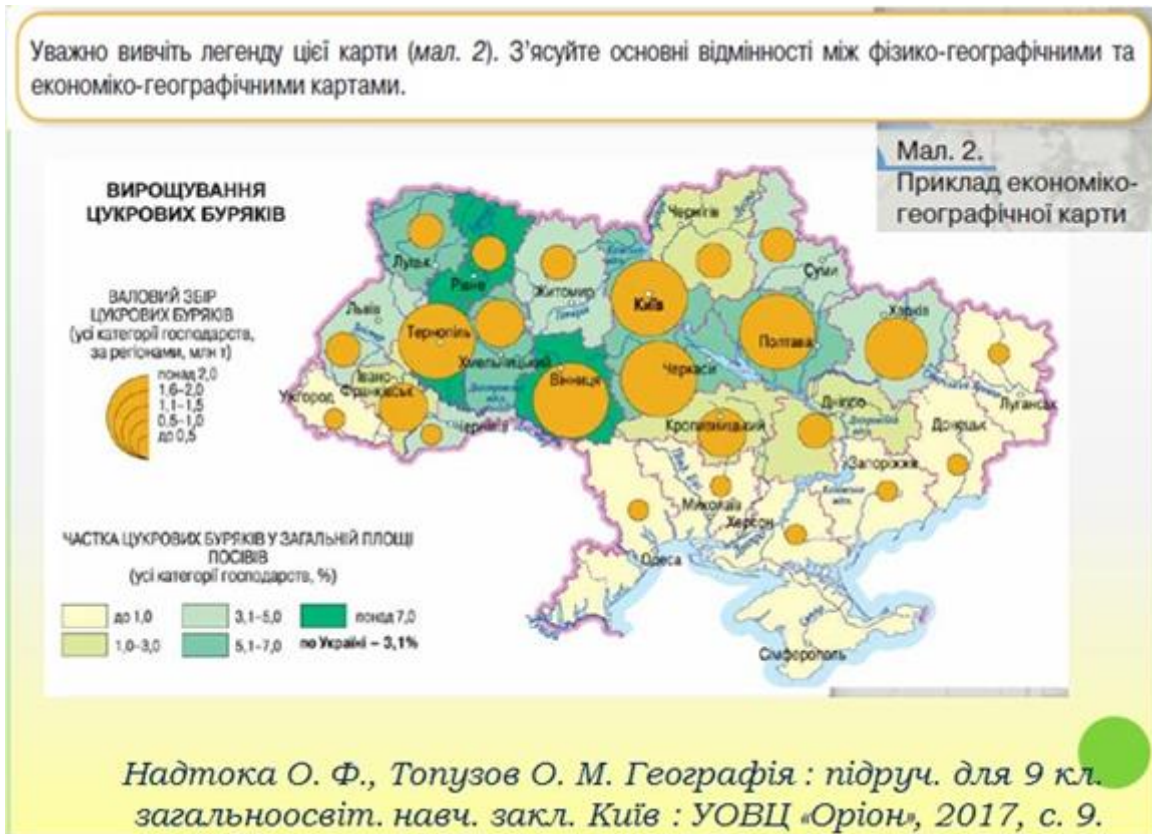 Уважно вивчіть легенду цієї карти (мал. 2). З’ясуйте основні відмінності між фізико-географічними та
економіко-географічними картами.
Мал. 2.
Приклад економіко-
географічної карти
ВИРОЩУВАННЯ
ЦУКРОВИХ БУРЯКІВ
ВАЛОВИЙ ЗБІР
ЦУКРОВИХ БУРЯКІВ
(усі категорії господарств,
за регіонами, млн т)
понад 2,0
1,6–2,0
1,1–1,5
0,5–1,0
до 0,5
Чернігів
Луцьк
Рівне
Суми
Житомир
Київ
Львів
Харків
Тернопіль
Полтава
Хмельницький
Вінниця
Черкаси
Івано-
Франківськ
Ужгород
Чернівці
Дніпро
Луганськ
Кропивницький
Донецьк
Запоріжжя
Миколаїв
Херсон
Одеса
Сімферополь
ЧАСТКА ЦУКРОВИХ БУРЯКІВ У ЗАГАЛЬНІЙ ПЛОЩІ
ПОСІВІВ
(усі категорії господарств, %)
до 1,0
3,1–5,0
понад 7,0
1,0–3,0
5,1–7,0
по Україні – 3,1%
Надтока О. Ф., Топузов О. М. Географія : підруч. для 9 кл.
загальноосвіт. навч. закл. Київ : УОВЦ «Оріон», 2017, с. 9.